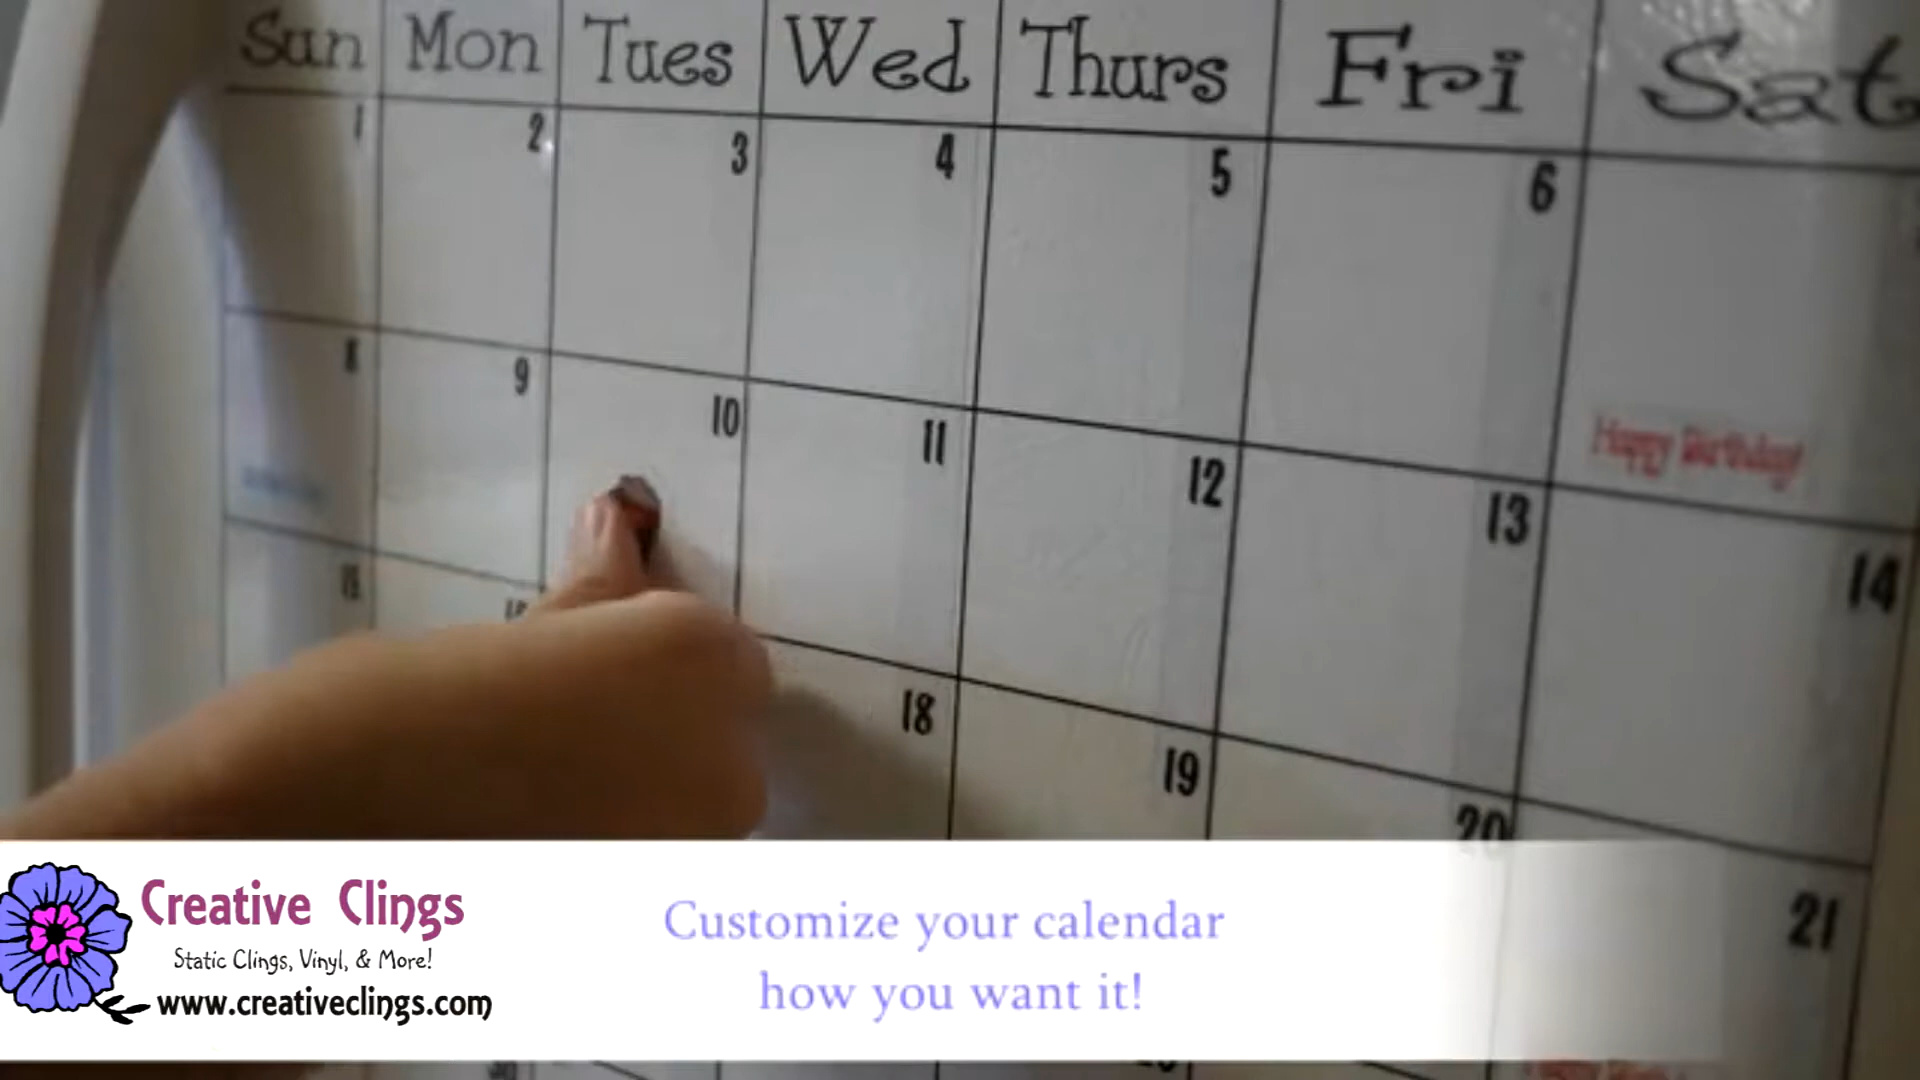 Sun Mon Tues Wed Thurs Fri Sat
1 2 3 4 5 6
Happy Birthday!
8 9 10 11 12 13 14
15 18 19 20 21
Creative Clings
Static Clings, Vinyl, & More!
www.creativeclings.com
Customize your calendar
how you want it!